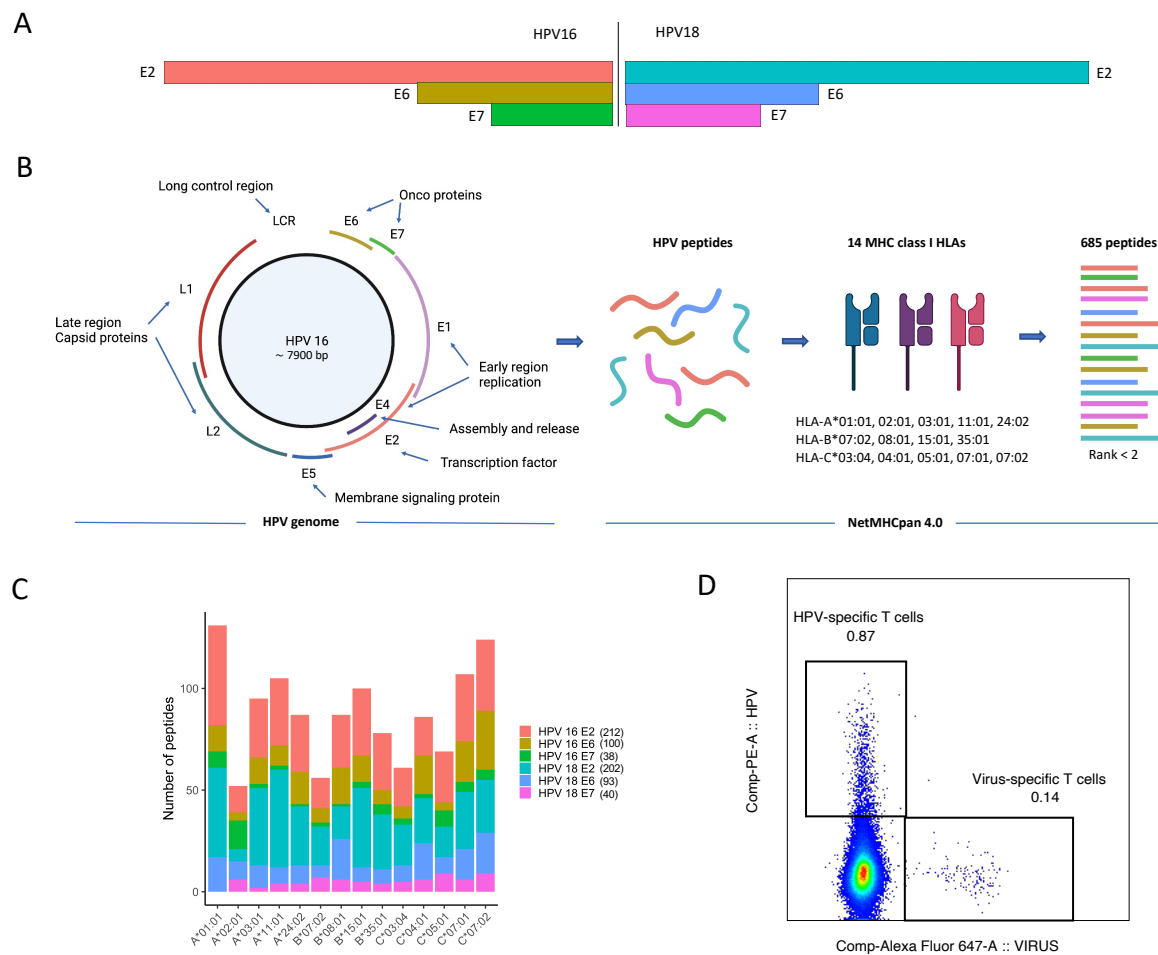 A
HPV16
HPV18
E2
E2
E6
E6
E7
E7
B
Long control region
LCR
E6
Onco proteins
E7
L1
Late region
Capsid proteins
HPV 16
~ 7900 bp
E1
Early region
replication
E4
L2
E2
Assembly and release
Transcription factor
E5
Membrane signaling protein
HPV genome
HPV peptides
14 MHC class I HLAs
685 peptides
HLA-A*01:01, 02:01, 03:01, 11:01, 24:02
HLA-B*07:02, 08:01, 15:01, 35:01
HLA-C*03:04, 04:01, 05:01, 07:01, 07:02
Rank < 2
NetMHCpan 4.0
C
Number of peptides
100
50
0
A*01:01
A*02:01
A*03:01
A*11:01
A*24:02
B*07:02
B*08:01
B*15:01
B*35:01
C*03:04
C*04:01
C*05:01
C*07:01
C*07:02
HPV 16 E2 (212)
HPV 16 E6 (100)
HPV 16 E7 (38)
HPV 18 E2 (202)
HPV 18 E6 (93)
HPV 18 E7 (40)
D
HPV-specific T cells
0.87
Virus-specific T cells
0.14
Comp-PE-A :: HPV
Comp-Alexa Fluor 647-A :: VIRUS